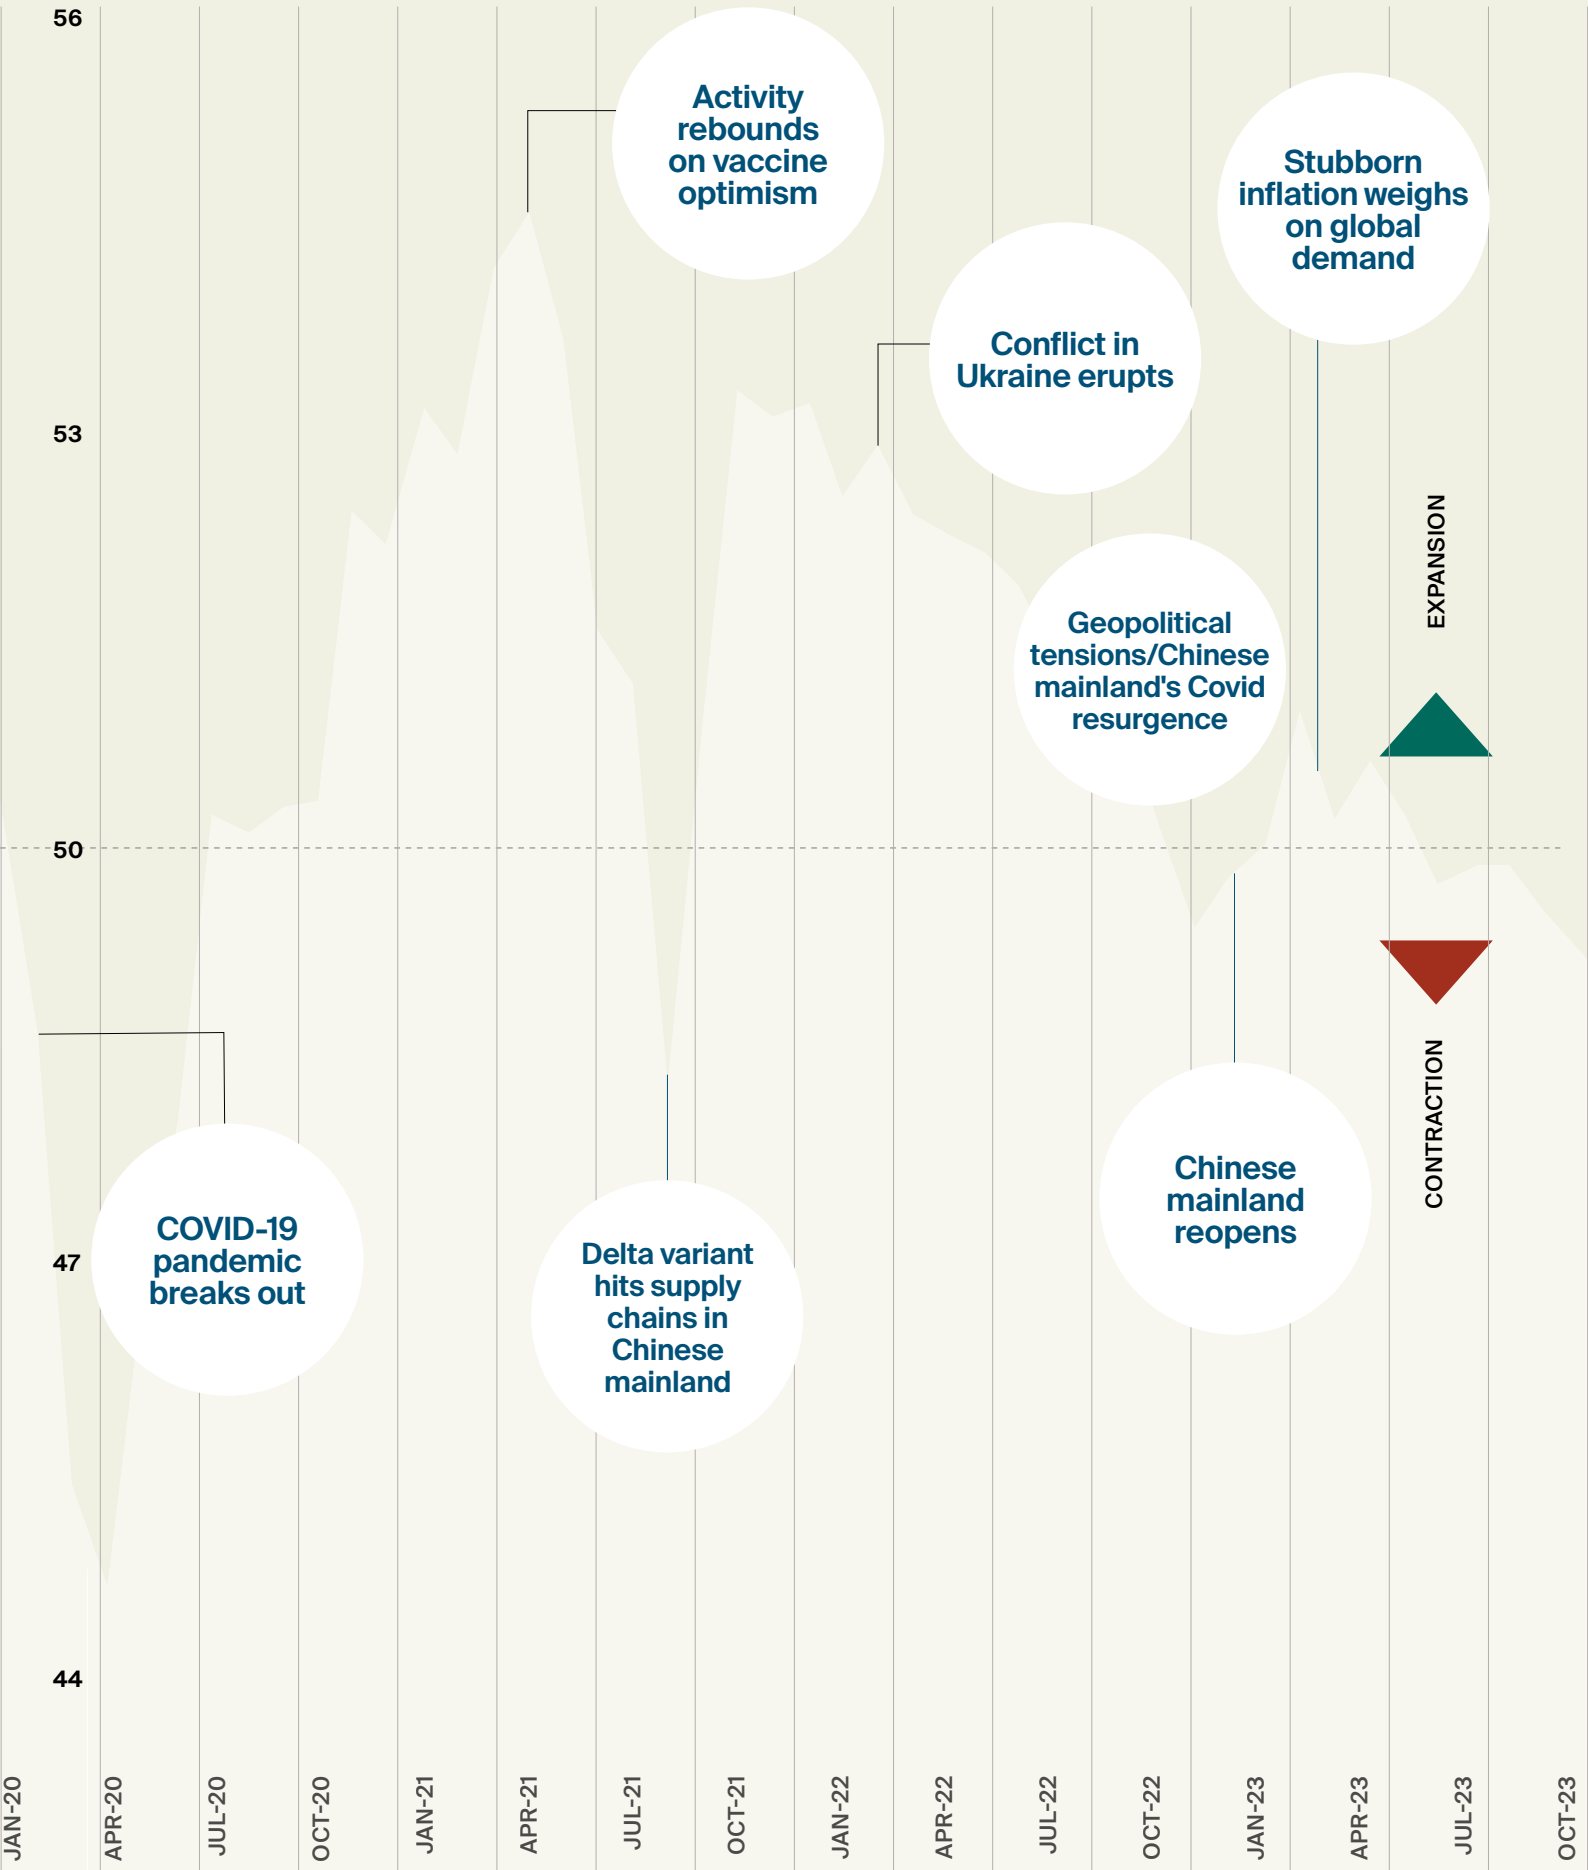 56
Activity
rebounds
on vaccine
optimism
Stubborn
inflation weighs
on global
demand
Conflict in
Ukraine erupts
53
EXPANSION
Geopolitical
tensions/Chinese
mainland's Covid
resurgence
50
CONTRACTION
Chinese
mainland
reopens
COVID-19
pandemic
breaks out
47
Delta variant
hits supply
chains in
Chinese
mainland
44
JAN-20
APR-20
JUL-20
OCT-20
JAN-21
APR-21
JUL-21
OCT-21
JAN-22
APR-22
JUL-22
OCT-22
JAN-23
APR-23
JUL-23
OCT-23